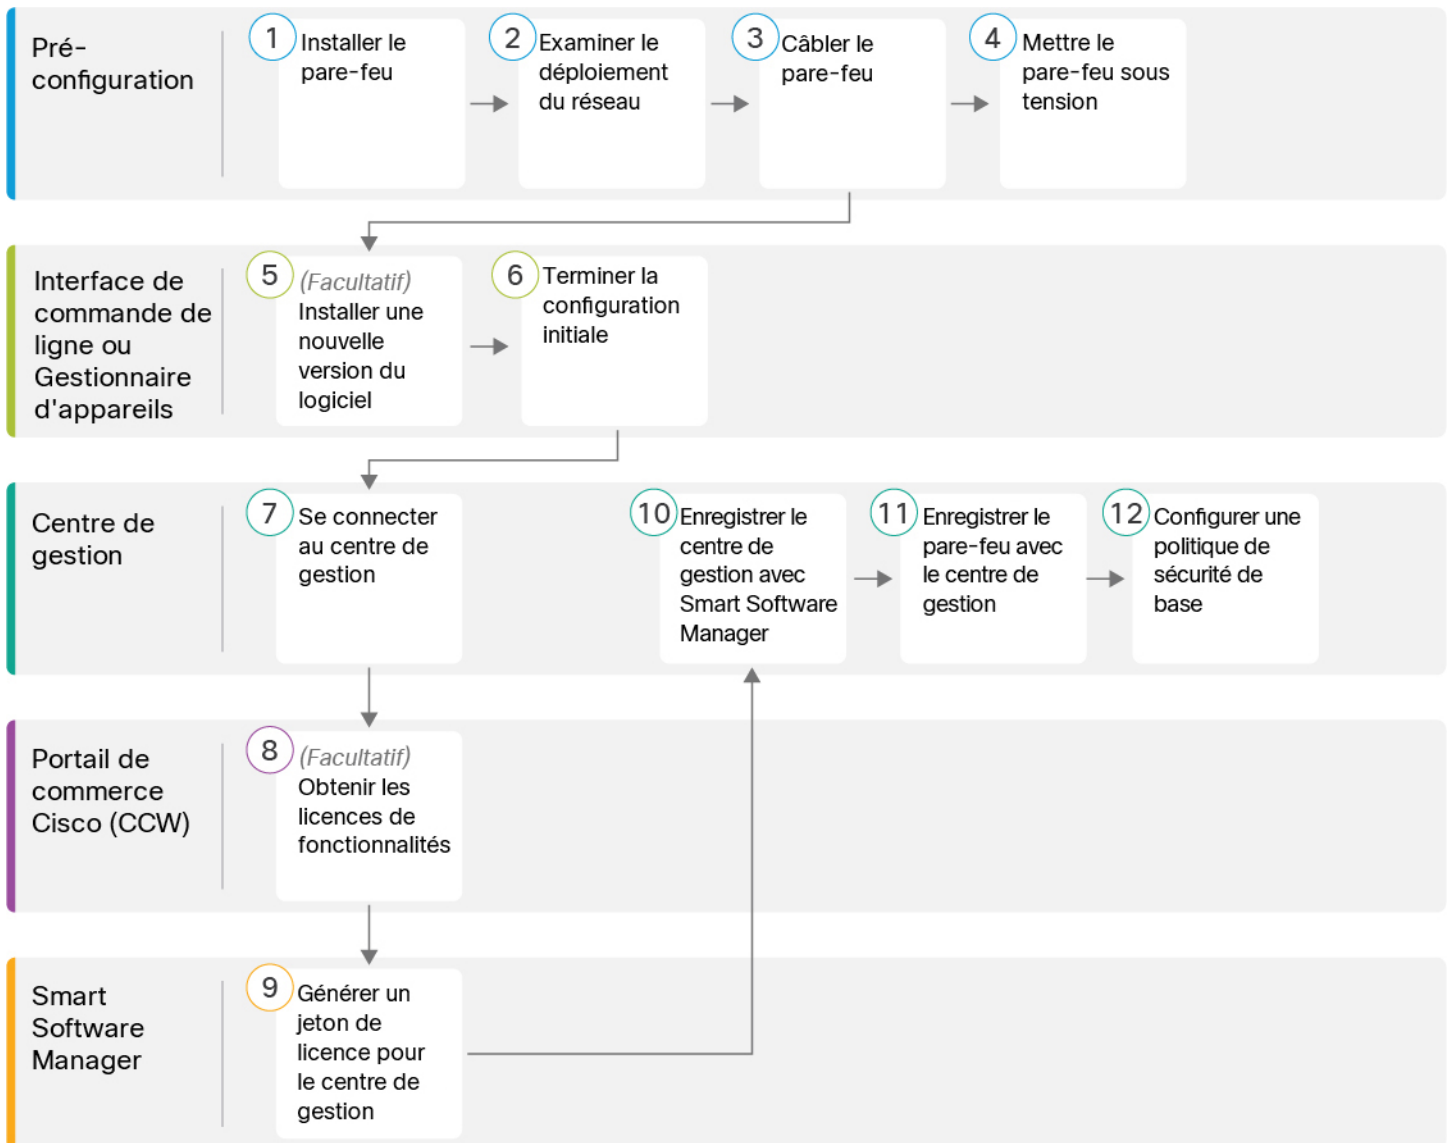 Pré-
configuration
1
Installer le
pare-feu
2
Examiner le
déploiement
du réseau
3
Câbler le
pare-feu
4
Mettre le
pare-feu sous
tension
Interface de
commande de
ligne ou
Gestionnaire
d'appareils
5
(Facultatif)
Installer une
nouvelle
version du
logiciel
6
Terminer la
configuration
initiale
Centre de
gestion
7
Se connecter
au centre de
gestion
10
Enregistrer le
centre de
gestion avec
Smart Software
Manager
11
Enregistrer le
pare-feu avec
le centre de
gestion
12
Configurer une
politique de
sécurité de
base
Portail de
commerce
Cisco (CCW)
8
(Facultatif)
Obtenir les
licences de
fonctionnalités
Smart
Software
Manager
9
Générer un
jeton de
licence pour
le centre de
gestion